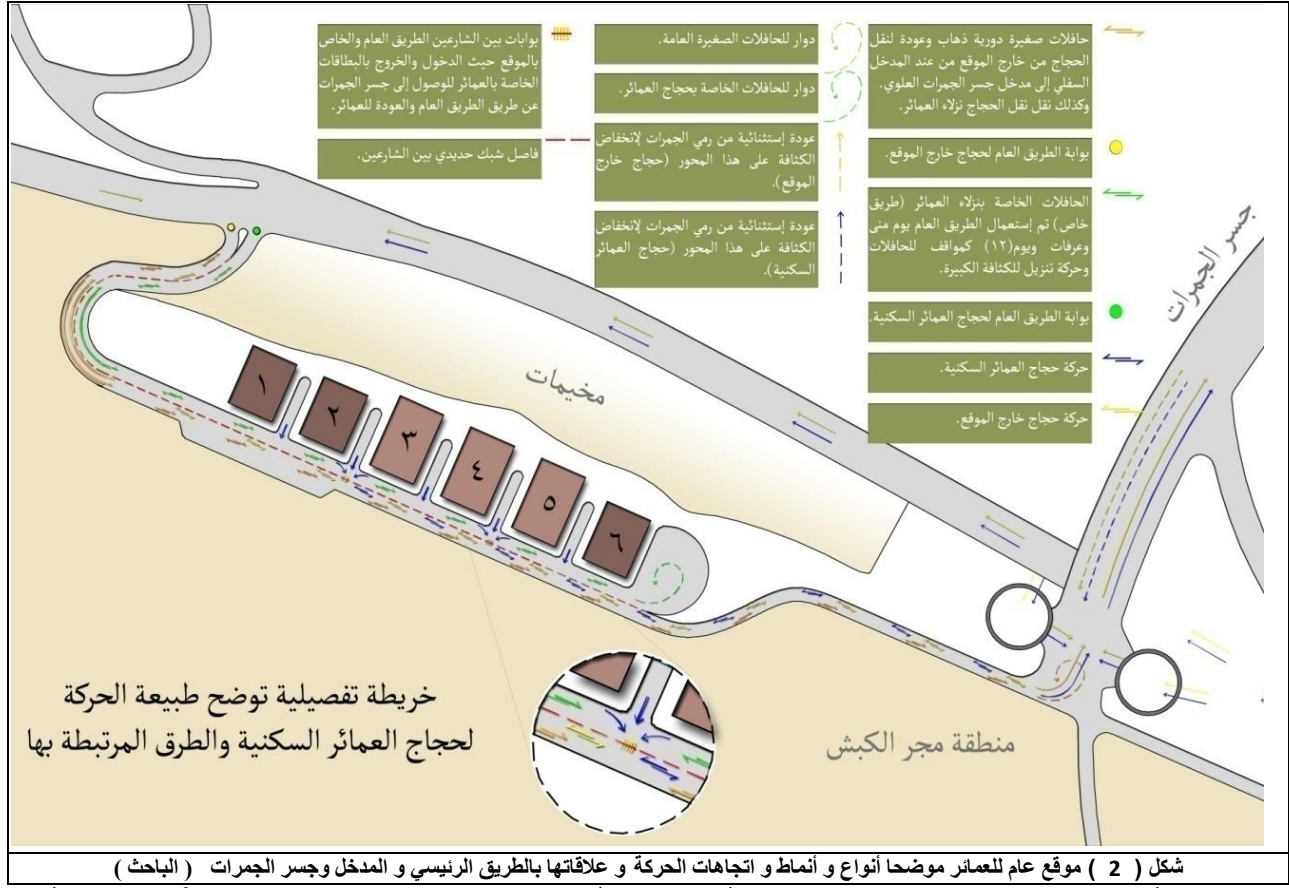 حافلات صغيرة دورية ذهاب وعودة لنقل
الحجاج من خارج الموقع من عند المدخل
السفلي إلى مدخل جسر الجمرات العلوي.
وكذلك نقل نقل الحجاج نزلاء العمائر.
بوابة الطريق العام لحجاج خارج الموقع.
الحافلات الخاصة بنزلاء العمائر (طريق
خاص) تم إستعمال الطريق العام يوم منى
وعرفات ويوم(١٢) كمواقف للحافلات
وحركة تنزيل للكثافة الكبيرة.
بوابة الطريق العام لحجاج العمائر السكنية.
حركة حجاج العمائر السكنية.
حركة حجاج خارج الموقع.
دوار للحافلات الصغيرة العامة.
دوار للحافلات الخاصة بحجاج العمائر.
عودة إستثنائية من رمي الجمرات لإنخفاض
الكثافة على هذا المحور (حجاج خارج
الموقع).
عودة إستثنائية من رمي الجمرات لإنخفاض
الكثافة على هذا المحور (حجاج العمائر
السكنية).
بوابات بين الشارعين الطريق العام والخاص
بالموقع حيث الدخول والخروج بالبطاقات
الخاصة بالعمائر للوصول إلى جسر الجمرات
عن طريق الطريق العام والعودة للعمائر.
فاصل شبك حديدي بين الشارعين.
جسر الجمرات
مخيمات
١
٢
٣
٤
٥
٦
منطقة مجر الكبش
خريطة تفصيلية توضح طبيعة الحركة
لحجاج العمائر السكنية والطرق المرتبطة بها
شكل ( 2 ) موقع عام للعمائر موضحا أنواع و أنماط و اتجاهات الحركة و علاقاتها بالطريق الرئيسي و المدخل وجسر الجمرات ( الباحث )